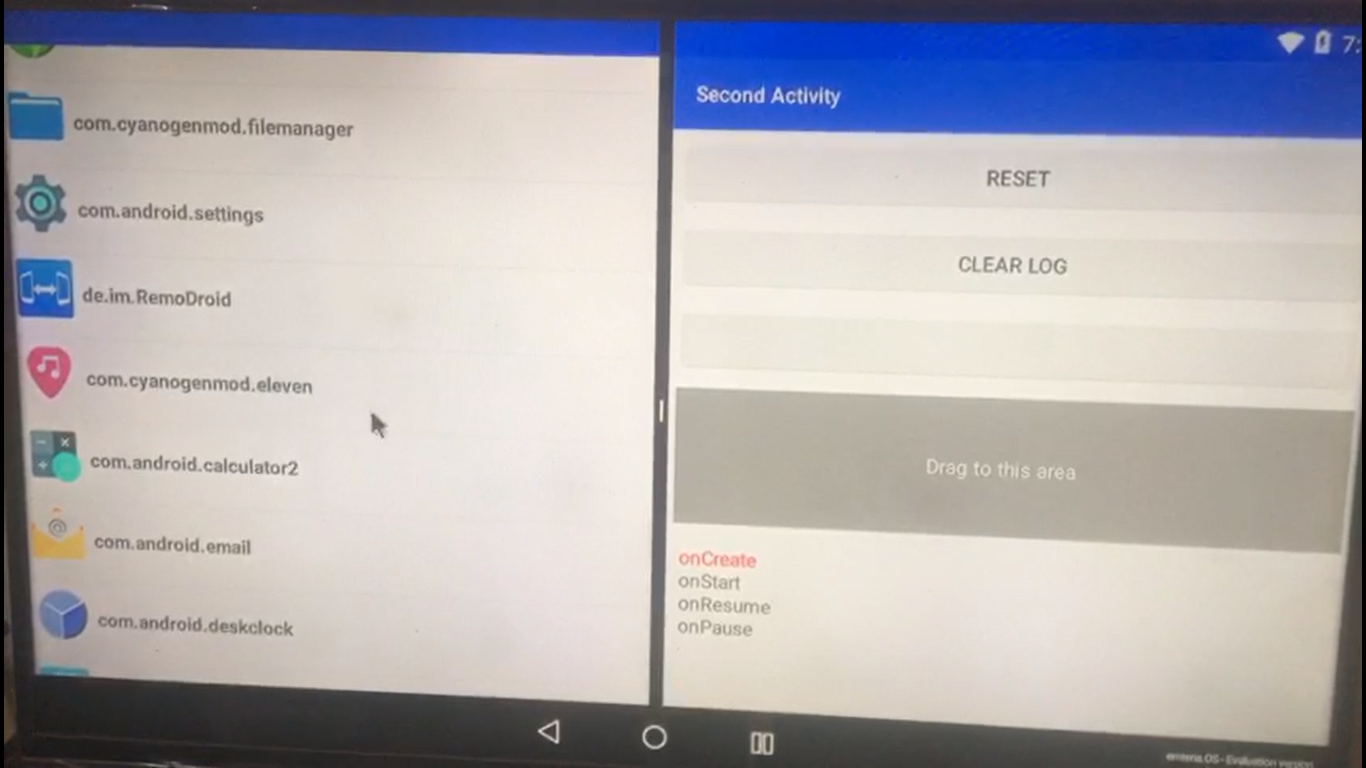 com.cyanogenmod.filemanager
com.android.settings
de.im.RemoDroid
com.cyanogenmod.eleven
com.android.calculator2
com.android.email
com.android.deskclock
7:
Second Activity
RESET
CLEAR LOG
Drag to this area
onCreate
onStart
onResume
onPause
emteria.OS - Evaluation version